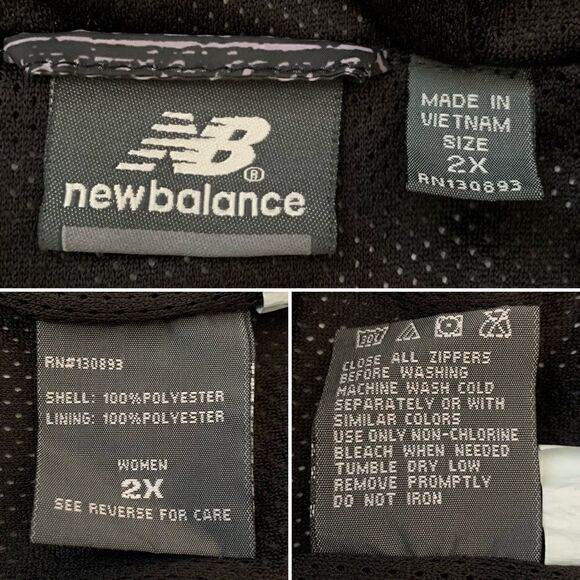 NB
®
newbalance
MADE IN
VIETNAM
SIZE
2X
RN130893
RN#130893
SHELL: 100%POLYESTER
LINING: 100%POLYESTER
WOMEN
2X
SEE REVERSE FOR CARE
CLOSE ALL ZIPPERS
BEFORE WASHING
MACHINE WASH COLD
SEPARATELY OR WITH
SIMILAR COLORS
USE ONLY NON-CHLORINE
BLEACH WHEN NEEDED
TUMBLE DRY LOW
REMOVE PROMPTLY
DO NOT IRON